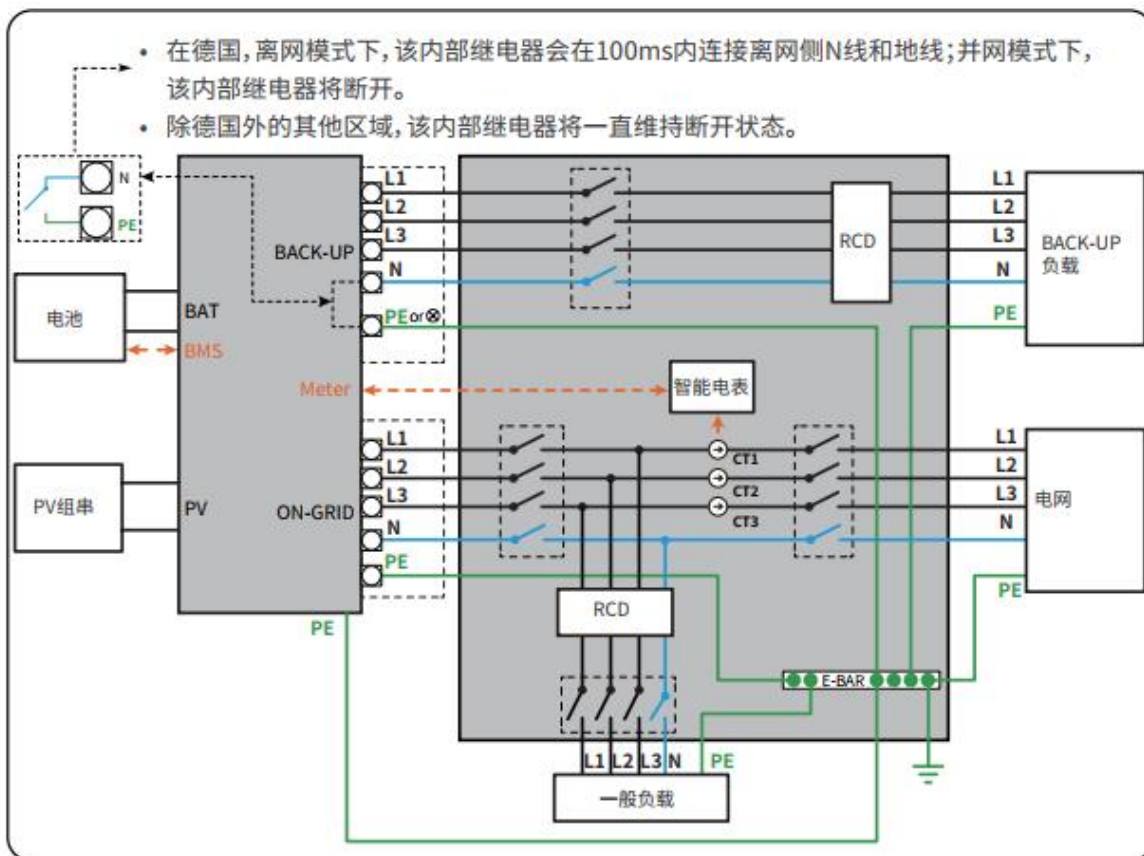 • 在德国,离网模式下,该内部继电器会在100ms内连接离网侧N线和地线;并网模式下,
该内部继电器将断开。
• 除德国外的其他区域,该内部继电器将一直维持断开状态。
N
PE
电池
BAT
BMS
PV组串
PV
BACK-UP
Meter
ON-GRID
PE
L1
L2
L3
N
PE or⊗
RCD
L1
L2
L3
N
PE
BACK-UP
负载
智能电表
L1
L2
L3
N
PE
CT1
CT2
CT3
L1
L2
L3
N
PE
电网
RCD
E-BAR
L1 L2 L3 N PE
一般负载